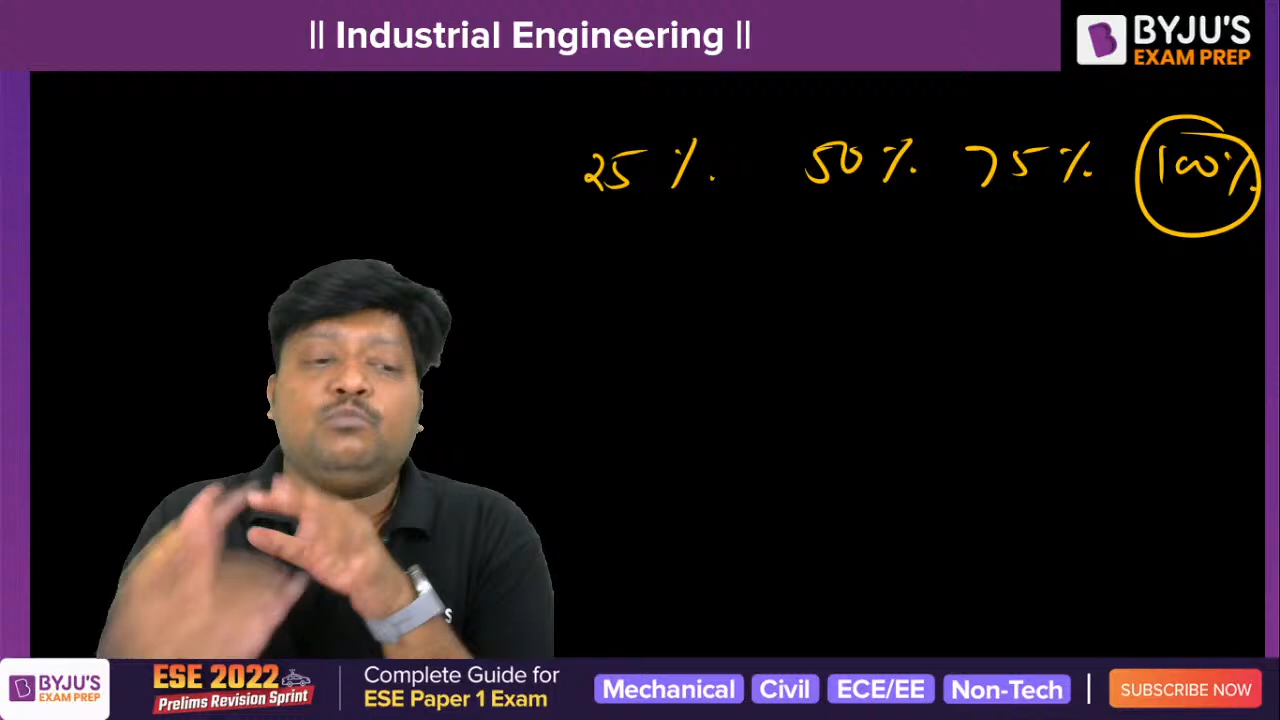 || Industrial Engineering ||
BYJU'S
EXAM PREP
25 %. 50 %. 75 %. 100 %.
S
BYJU'S
EXAM PREP
ESE 2022
Prelims Revision Sprint
Complete Guide for
ESE Paper 1 Exam
Mechanical Civil ECE/EE Non-Tech
SUBSCRIBE NOW